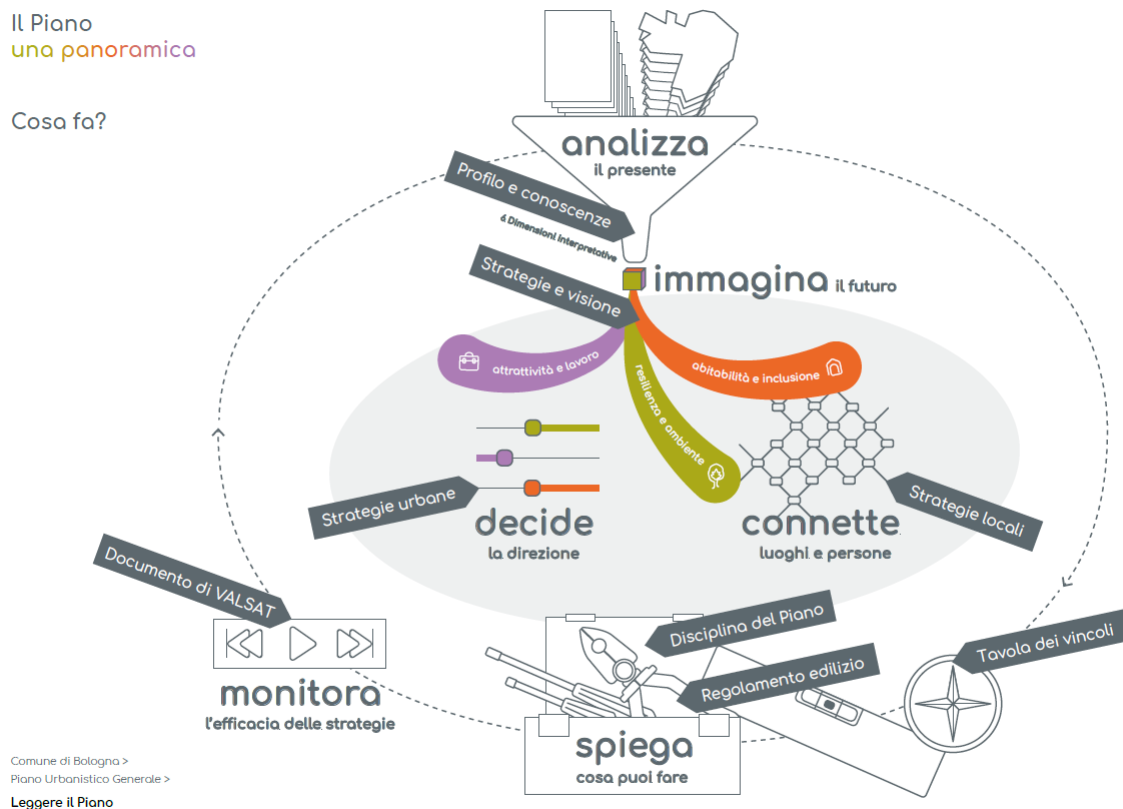 Il Piano
una panoramica
Cosa fa?
analizza
il presente
Profilo e conoscenze
6 Dimensioni interpretative
Strategie e visione
immagina il futuro
attrattività e lavoro
resilienza e ambiente
abitabilità e inclusione
Strategie urbane
decide
la direzione
connette
luoghi e persone
Strategie locali
Documento di VALSAT
monitora
l'efficacia delle strategie
Disciplina del Piano
Regolamento edilizio
Tavola dei vincoli
spiega
cosa puoi fare
Comune di Bologna >
Piano Urbanistico Generale >
Leggere il Piano